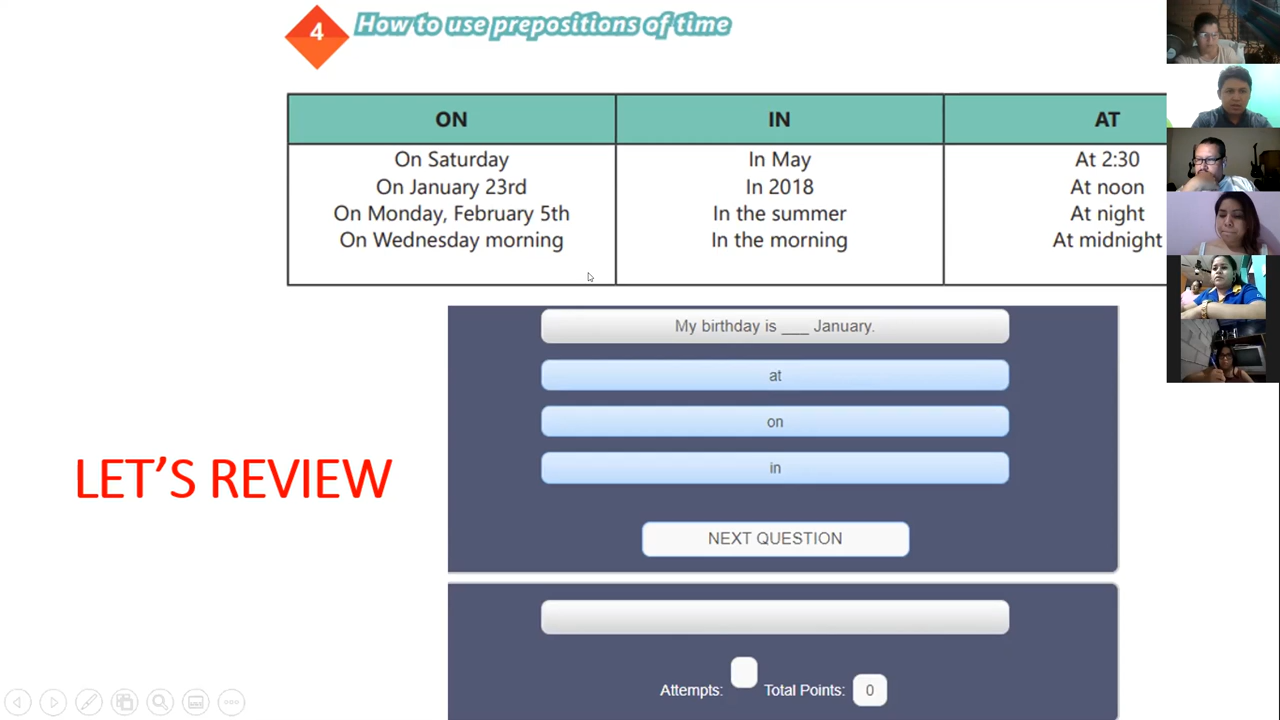 4
How to use prepositions of time
ON IN AT
On Saturday In May At 2:30
On January 23rd In 2018 At noon
On Monday, February 5th In the summer At night
On Wednesday morning In the morning At midnight
My birthday is ___ January.
at
on
in
LET'S REVIEW
NEXT QUESTION
Attempts: Total Points: 0